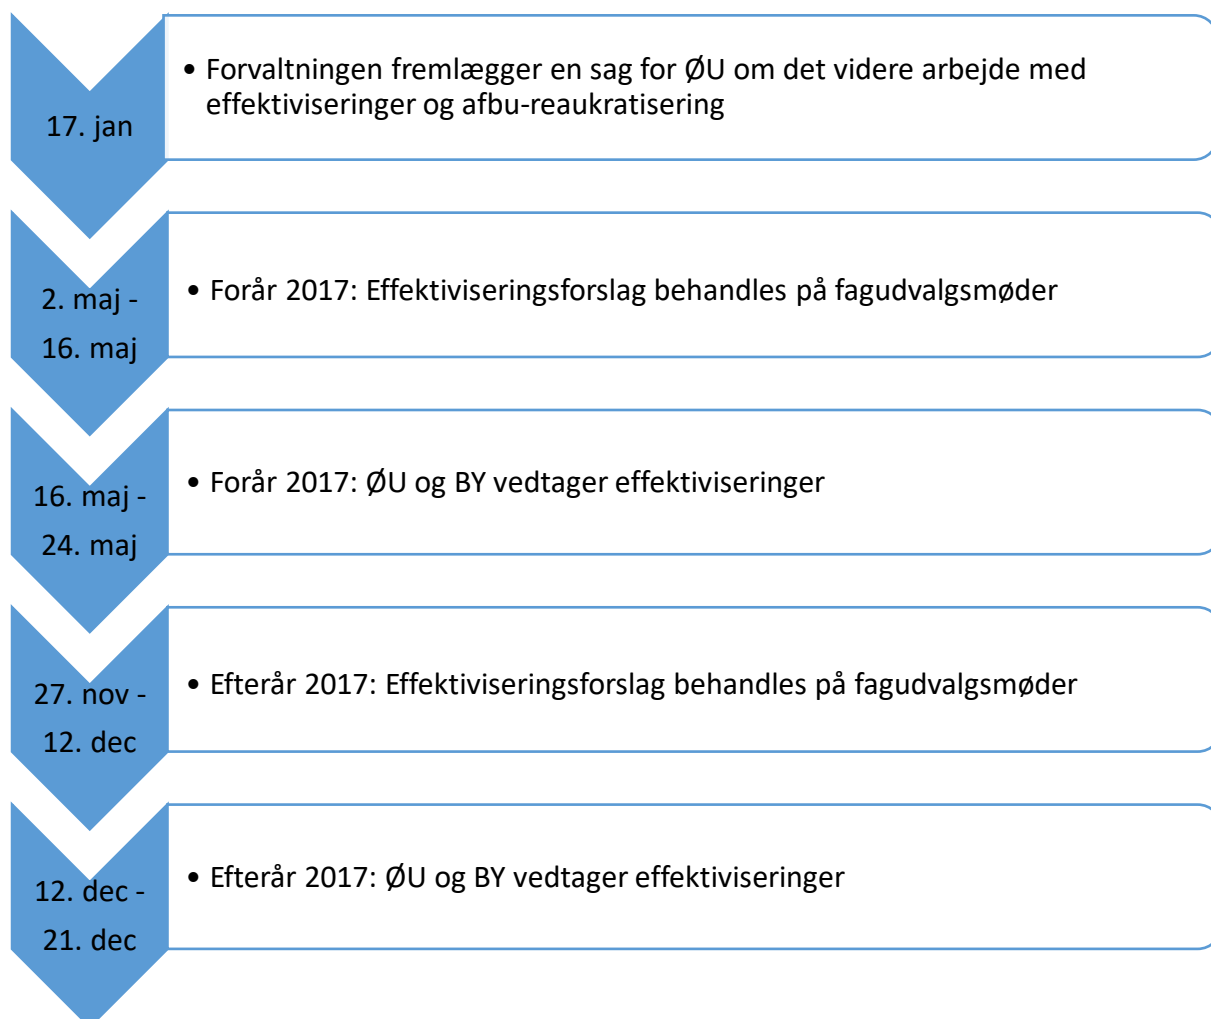 17. jan
• Forvaltningen fremlægger en sag for ØU om det videre arbejde med
effektiviseringer og afbu-reaukratisering
2. maj -
16. maj
• Forår 2017: Effektiviseringsforslag behandles på fagudvalgsmøder
16. maj -
24. maj
• Forår 2017: ØU og BY vedtager effektiviseringer
27. nov -
12. dec
• Efterår 2017: Effektiviseringsforslag behandles på fagudvalgsmøder
12. dec -
21. dec
• Efterår 2017: ØU og BY vedtager effektiviseringer